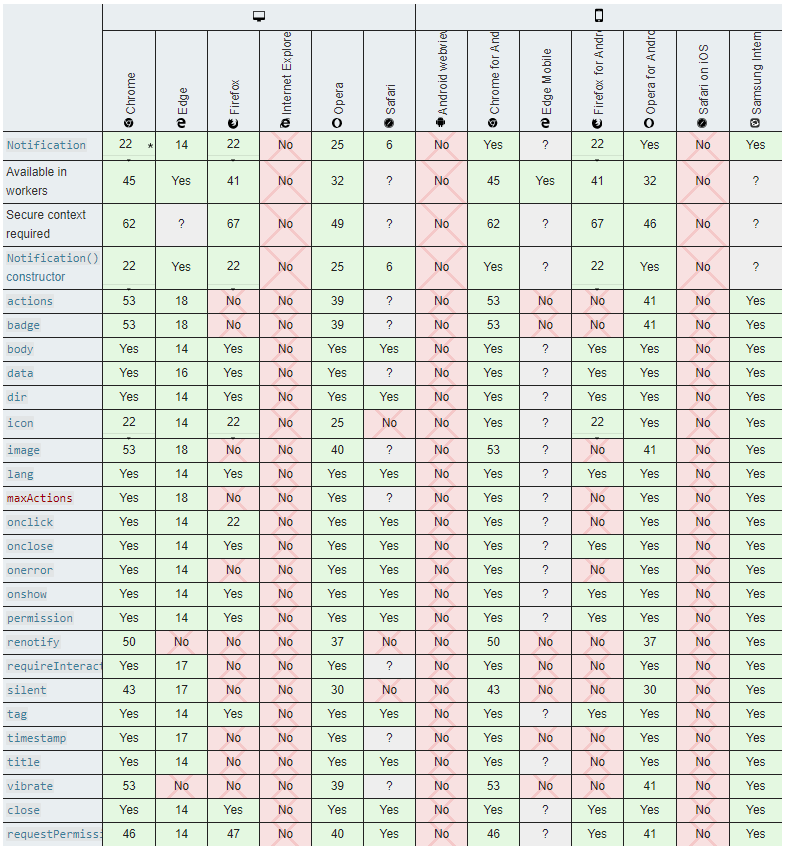 Chrome Edge Firefox Internet Explore Opera Safari Android webview Chrome for And Edge Mobile Firefox for Andro Opera for Andro Safari on iOS Samsung Intern
Notification 22 * 14 22 No 25 6 No Yes ? 22 Yes No Yes
Available in
workers 45 Yes 41 No 32 ? No 45 Yes 41 32 No ?
Secure context
required 62 ? 67 No 49 ? No 62 ? 67 46 No ?
Notification()
constructor 22 Yes 22 No 25 6 No Yes ? 22 Yes No ?
actions 53 18 No No 39 ? No 53 No No 41 No Yes
badge 53 18 No No 39 ? No 53 No No 41 No Yes
body Yes 14 Yes No Yes Yes No Yes ? Yes Yes No Yes
data Yes 16 Yes No Yes ? No Yes ? Yes Yes No Yes
dir Yes 14 Yes No Yes Yes No Yes ? Yes Yes No Yes
icon 22 14 22 No 25 No No Yes ? 22 Yes No Yes
image 53 18 No No 40 ? No 53 ? No 41 No Yes
lang Yes 14 Yes No Yes Yes No Yes ? Yes Yes No Yes
maxActions Yes 18 No No Yes ? No Yes ? No Yes No Yes
onclick Yes 14 22 No Yes Yes No Yes ? No Yes No Yes
onclose Yes 14 Yes No Yes Yes No Yes ? Yes Yes No Yes
onerror Yes 14 No No Yes Yes No Yes ? No Yes No Yes
onshow Yes 14 Yes No Yes Yes No Yes ? Yes Yes No Yes
permission Yes 14 Yes No Yes Yes No Yes ? Yes Yes No Yes
renotify 50 No No No 37 No No 50 No No 37 No Yes
requireInteract Yes 17 No No Yes ? No Yes No No Yes No Yes
silent 43 17 No No 30 No No 43 No No 30 No Yes
tag Yes 14 Yes No Yes Yes No Yes ? Yes Yes No Yes
timestamp Yes 17 No No Yes ? No Yes No No Yes No Yes
title Yes 14 No No Yes Yes No Yes ? No Yes No Yes
vibrate 53 No No No 39 ? No 53 No No 41 No Yes
close Yes 14 Yes No Yes Yes No Yes ? Yes Yes No Yes
requestPermissi 46 14 47 No 40 Yes No 46 ? Yes 41 No Yes